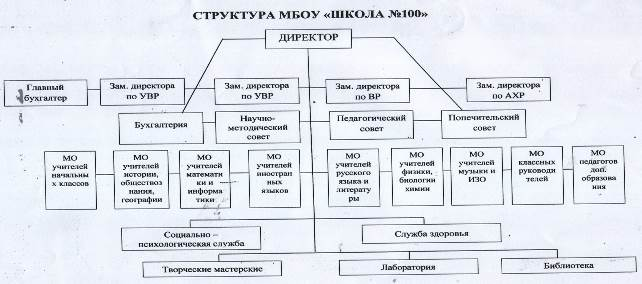 СТРУКТУРА МБОУ «ШКОЛА №100»
ДИРЕКТОР
Главный
бухгалтер
Зам. директора
по УВР
Зам. директора
по УВР
Зам. директора
по ВР
Зам. директора
по АХР
Бухгалтерия
Научно-
методический
совет
Педагогический
совет
Попечительский
совет
МО
учителей
начальны
х классов
МО
учителей
истории,
обществоз
нания,
географии
МО
учителей
математи
ки и
информа
тики
МО
учителей
иностран
ных
языков
МО
учителей
русского
языка и
литерату
ры
МО
учителей
физики,
биологии
химии
МО
учителей
музыки и
ИЗО
МО
классных
руководи
телей
МО
педагогов
доп.
образова
ния
Социально –
психологическая служба
Служба здоровья
Творческие мастерские
Лаборатория
Библиотека